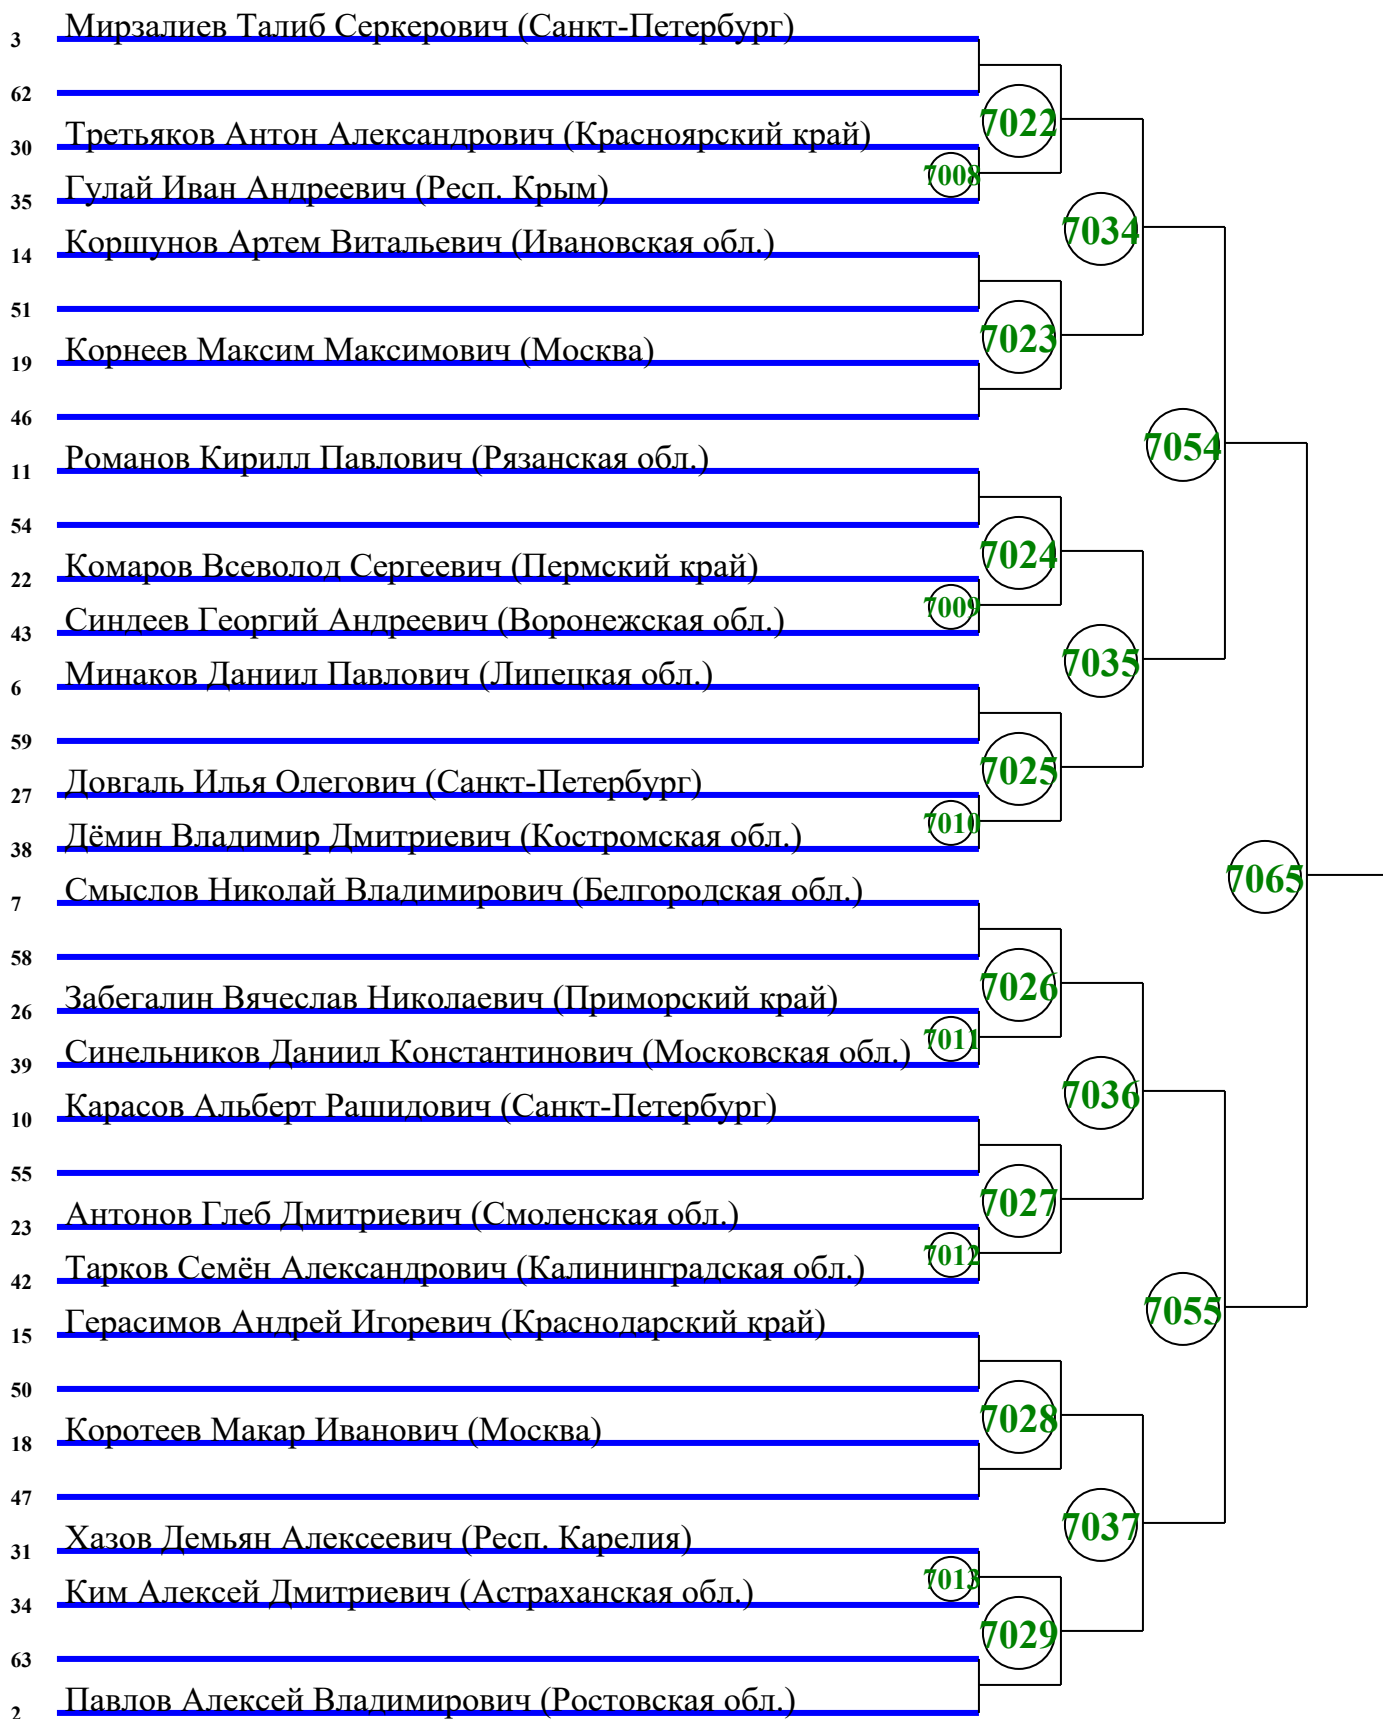 3 Мирзалиев Талиб Серкерович (Санкт-Петербург)
62
7022
30 Третьяков Антон Александрович (Красноярский край)
7008
35 Гулай Иван Андреевич (Респ. Крым)
7034
14 Коршунов Артем Витальевич (Ивановская обл.)
51
7023
19 Корнеев Максим Максимович (Москва)
46
7054
11 Романов Кирилл Павлович (Рязанская обл.)
54
7024
22 Комаров Всеволод Сергеевич (Пермский край)
7009
43 Синдеев Георгий Андреевич (Воронежская обл.)
7035
6 Минаков Даниил Павлович (Липецкая обл.)
59
7025
27 Довгаль Илья Олегович (Санкт-Петербург)
7010
38 Дёмин Владимир Дмитриевич (Костромская обл.)
7065
7 Смыслов Николай Владимирович (Белгородская обл.)
58
7026
26 Забегалин Вячеслав Николаевич (Приморский край)
7011
39 Синельников Даниил Константинович (Московская обл.)
7036
10 Карасов Альберт Рашидович (Санкт-Петербург)
55
7027
23 Антонов Глеб Дмитриевич (Смоленская обл.)
7012
42 Тарков Семён Александрович (Калининградская обл.)
7055
15 Герасимов Андрей Игоревич (Краснодарский край)
50
7028
18 Коротеев Макар Иванович (Москва)
47
7037
31 Хазов Демьян Алексеевич (Респ. Карелия)
7013
34 Ким Алексей Дмитриевич (Астраханская обл.)
7029
63
2 Павлов Алексей Владимирович (Ростовская обл.)